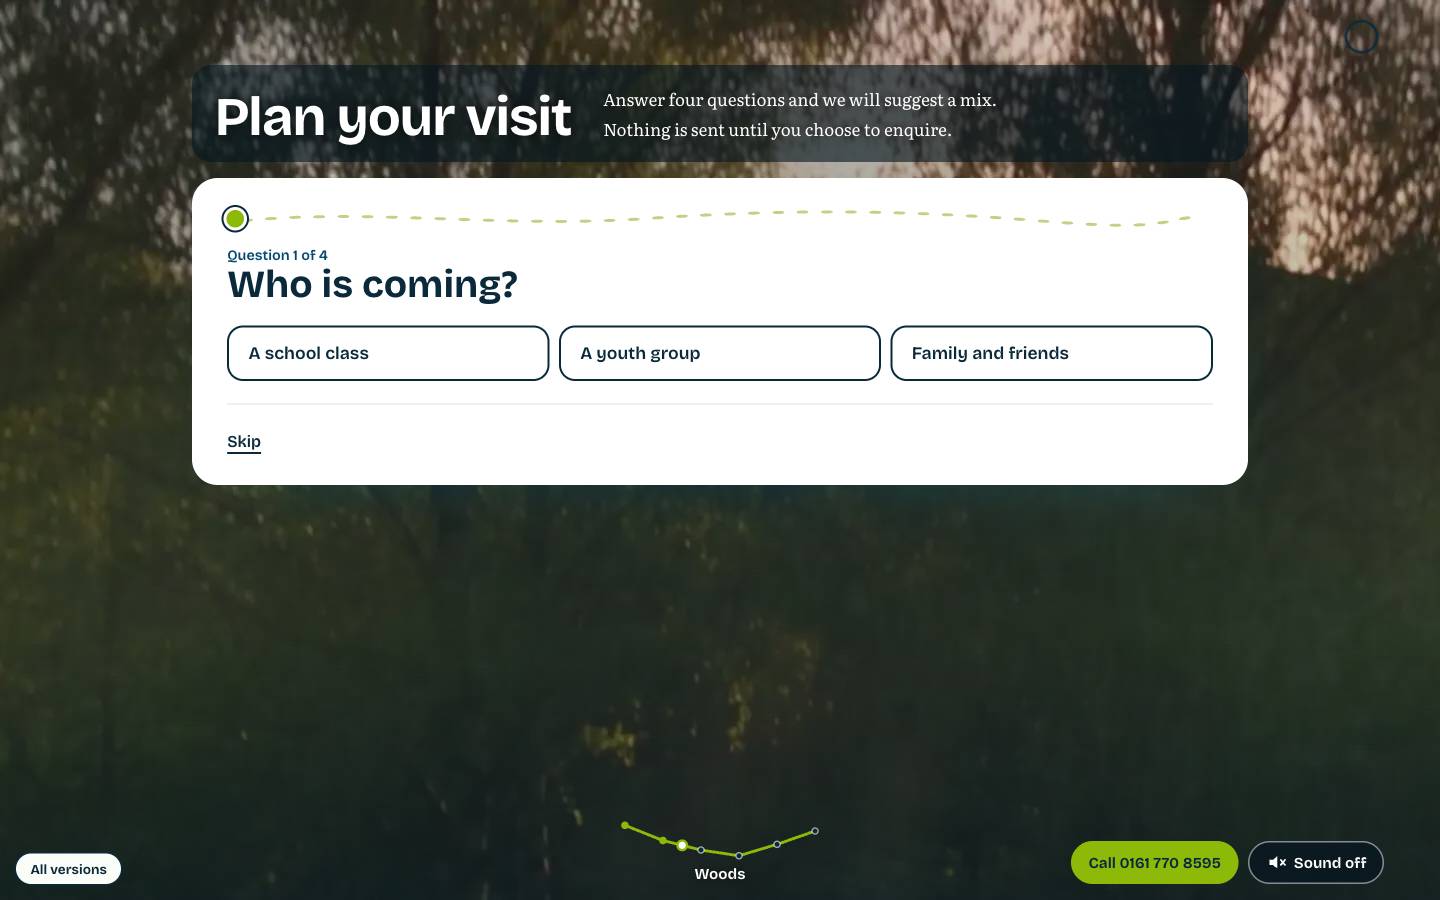 Plan your visit
Answer four questions and we will suggest a mix.
Nothing is sent until you choose to enquire.
Question 1 of 4
Who is coming?
A school class
A youth group
Family and friends
Skip
Woods
All versions
Call 0161 770 8595
Sound off